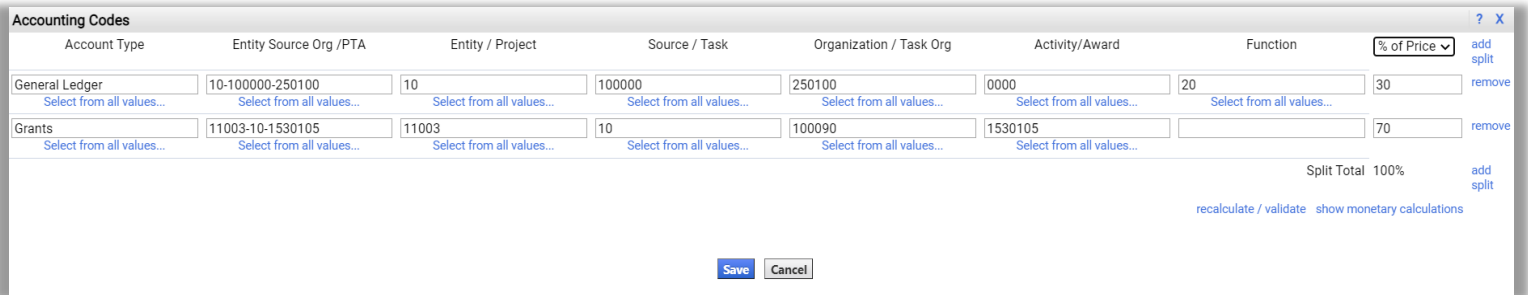 Accounting Codes ? X
Account Type Entity Source Org /PTA Entity / Project Source / Task Organization / Task Org Activity/Award Function % of Price add split
General Ledger 10-100000-250100 10 100000 250100 0000 20 30 remove
Select from all values... Select from all values... Select from all values... Select from all values... Select from all values... Select from all values... Select from all values...
Grants 11003-10-1530105 11003 10 100090 1530105 70 remove
Select from all values... Select from all values... Select from all values... Select from all values... Select from all values... Select from all values...
Split Total 100% add split
recalculate / validate show monetary calculations
Save Cancel